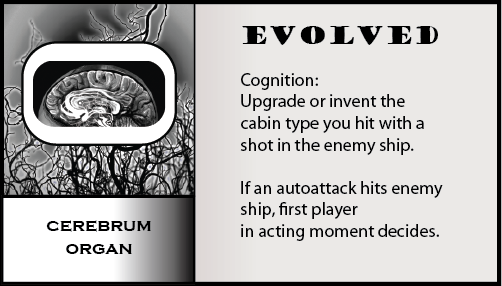 EVOLVED
Cognition:
Upgrade or invent the
cabin type you hit with a
shot in the enemy ship.
If an autoattack hits enemy
ship, first player
in acting moment decides.
CEREBRUM
ORGAN